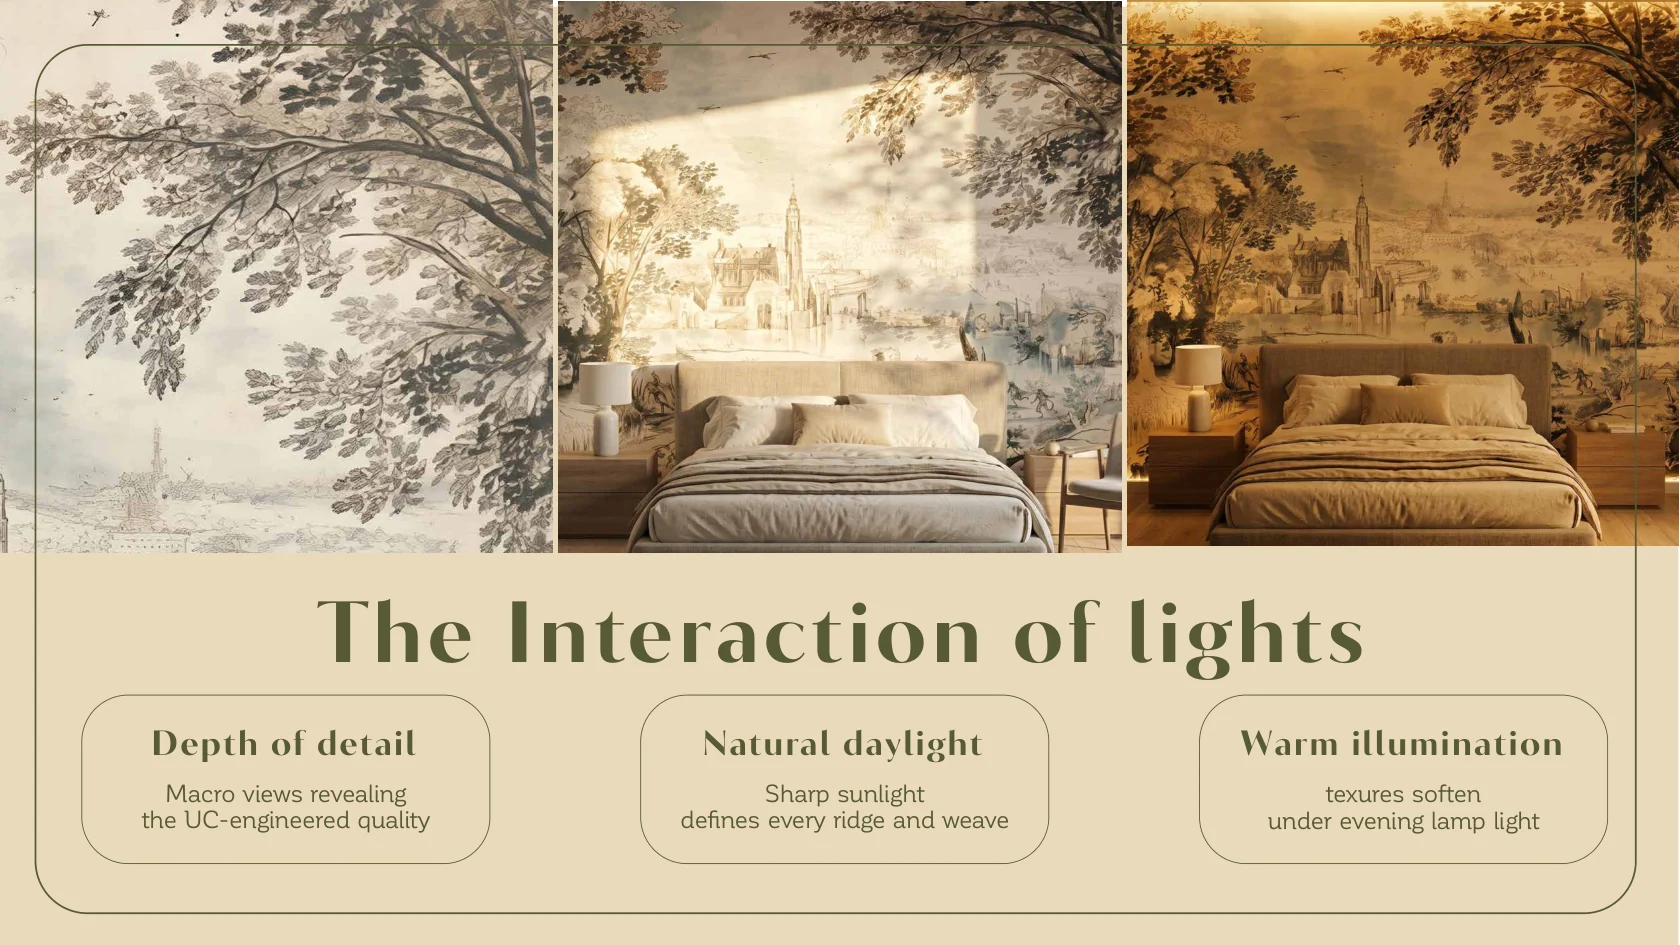 The Interaction of lights
Depth of detail
Macro views revealing
the UC-engineered quality
Natural daylight
Sharp sunlight
defines every ridge and weave
Warm illumination
texures soften
under evening lamp light